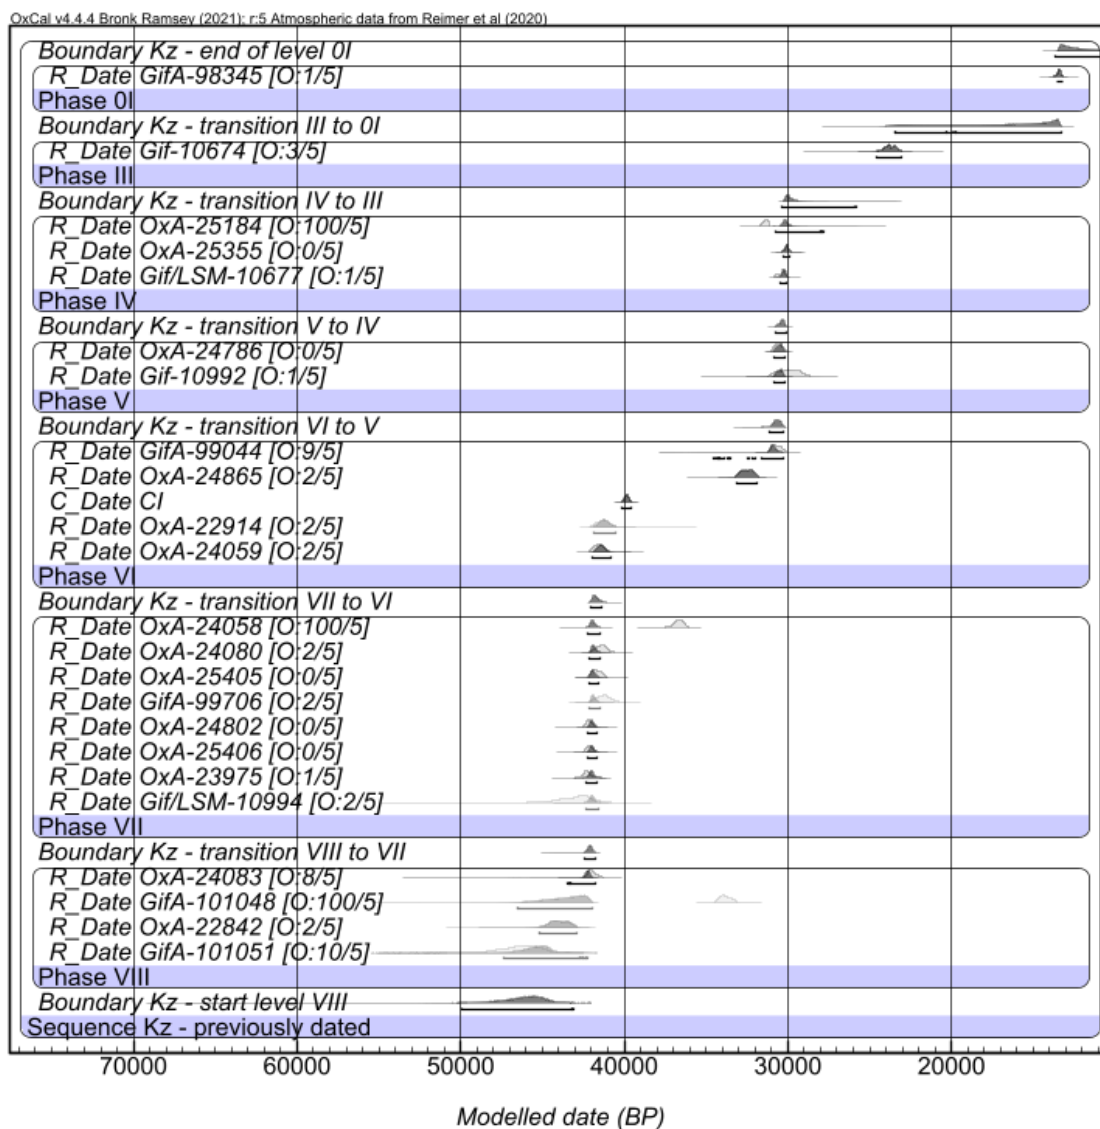 OxCal v4.4.4 Bronk Ramsey (2021); r:5 Atmospheric data from Reimer et al (2020)
Boundary Kz - end of level 0I
R_Date GifA-98345 [O:1/5]
Phase 0I
Boundary Kz - transition III to 0I
R_Date Gif-10674 [O:3/5]
Phase III
Boundary Kz - transition IV to III
R_Date OxA-25184 [O:100/5]
R_Date OxA-25355 [O:0/5]
R_Date Gif/LSM-10677 [O:1/5]
Phase IV
Boundary Kz - transition V to IV
R_Date OxA-24786 [O:0/5]
R_Date Gif-10992 [O:1/5]
Phase V
Boundary Kz - transition VI to V
R_Date GifA-99044 [O:9/5]
R_Date OxA-24865 [O:2/5]
C_Date CI
R_Date OxA-22914 [O:2/5]
R_Date OxA-24059 [O:2/5]
Phase VI
Boundary Kz - transition VII to VI
R_Date OxA-24058 [O:100/5]
R_Date OxA-24080 [O:2/5]
R_Date OxA-25405 [O:0/5]
R_Date GifA-99706 [O:2/5]
R_Date OxA-24802 [O:0/5]
R_Date OxA-25406 [O:0/5]
R_Date OxA-23975 [O:1/5]
R_Date Gif/LSM-10994 [O:2/5]
Phase VII
Boundary Kz - transition VIII to VII
R_Date OxA-24083 [O:8/5]
R_Date GifA-101048 [O:100/5]
R_Date OxA-22842 [O:2/5]
R_Date GifA-101051 [O:10/5]
Phase VIII
Boundary Kz - start level VIII
Sequence Kz - previously dated
70000 60000 50000 40000 30000 20000
Modelled date (BP)